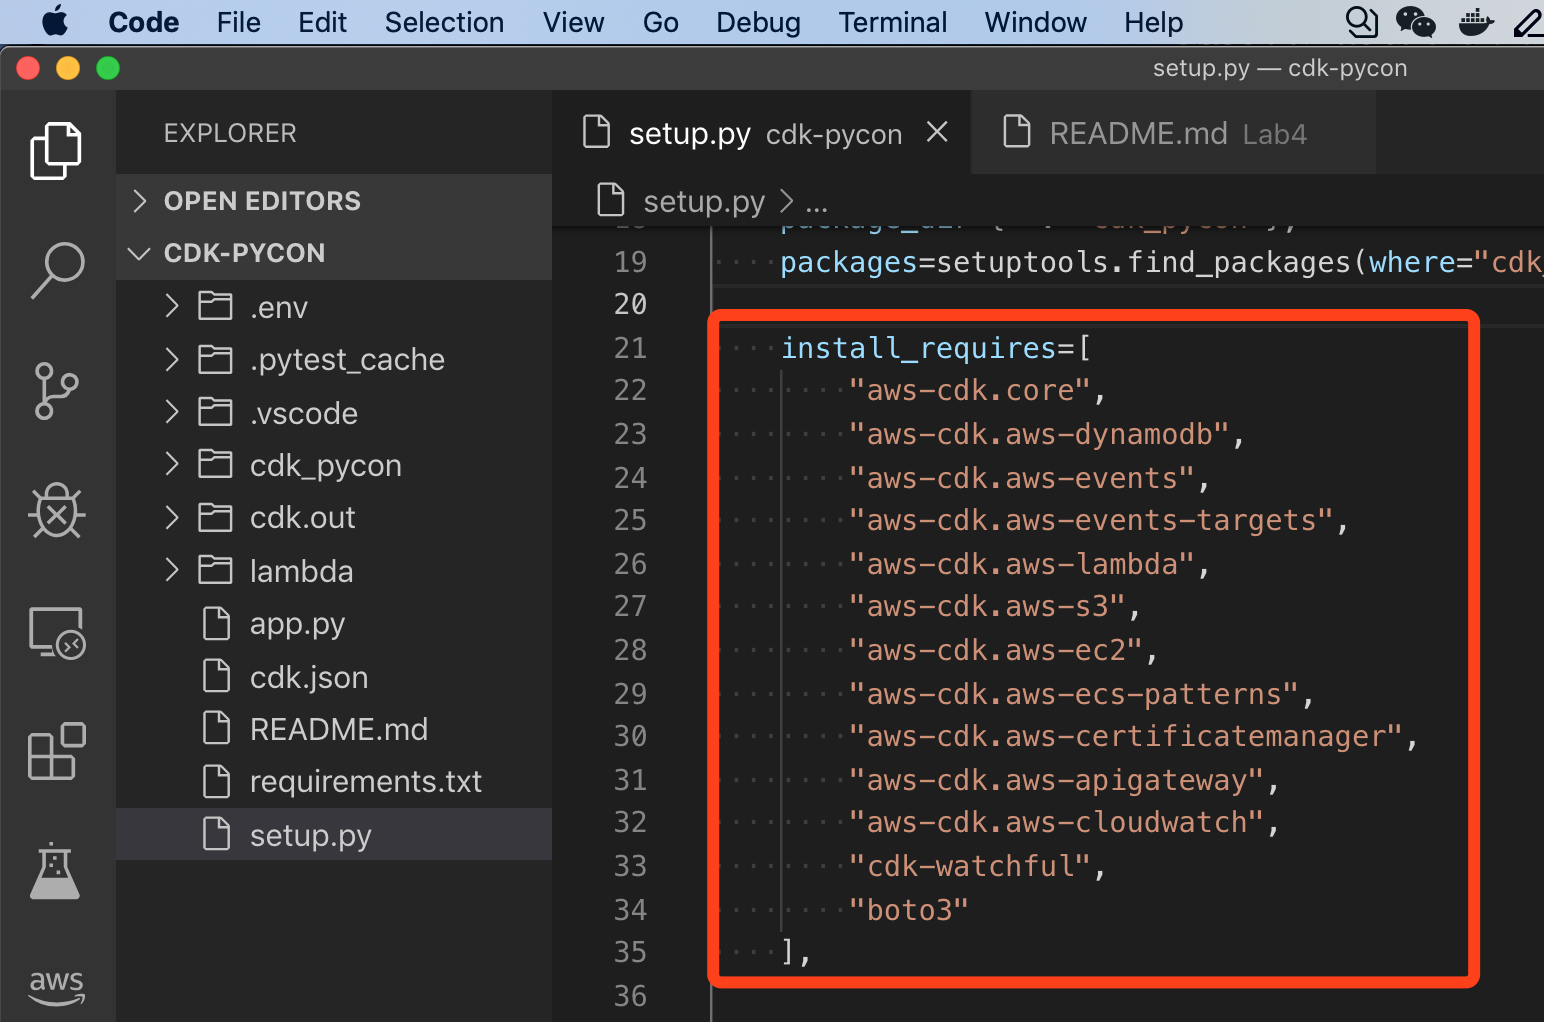 Code File Edit Selection View Go Debug Terminal Window Help
setup.py — cdk-pycon
EXPLORER
OPEN EDITORS
CDK-PYCON
.env
.pytest_cache
.vscode
cdk_pycon
cdk.out
lambda
app.py
cdk.json
README.md
requirements.txt
setup.py
aws
setup.py cdk-pycon
README.md Lab4
setup.py > ...
19 packages=setuptools.find_packages(where="cdk_
20
21 install_requires=[
22 "aws-cdk.core",
23 "aws-cdk.aws-dynamodb",
24 "aws-cdk.aws-events",
25 "aws-cdk.aws-events-targets",
26 "aws-cdk.aws-lambda",
27 "aws-cdk.aws-s3",
28 "aws-cdk.aws-ec2",
29 "aws-cdk.aws-ecs-patterns",
30 "aws-cdk.aws-certificatemanager",
31 "aws-cdk.aws-apigateway",
32 "aws-cdk.aws-cloudwatch",
33 "cdk-watchful",
34 "boto3"
35 ],
36